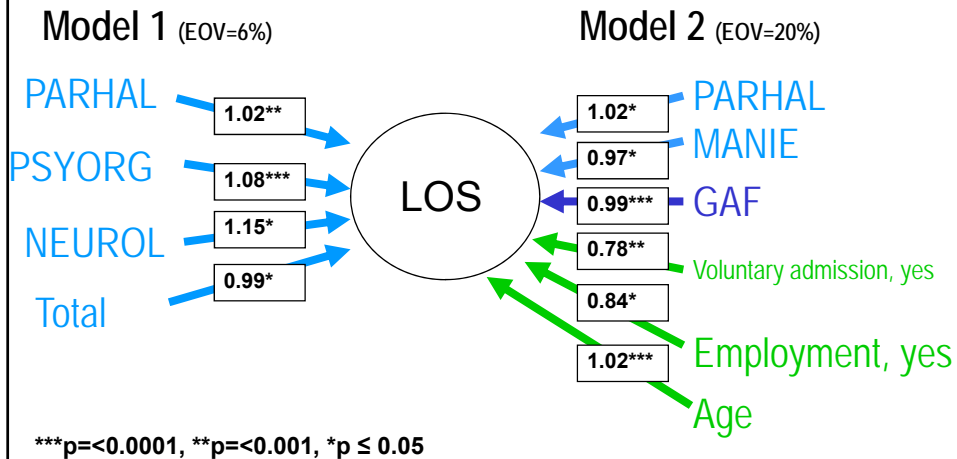 Model 1 (EOV=6%)
PARHAL
1.02**
PSYORG
1.08***
NEUROL
1.15*
Total
0.99*
LOS
Model 2 (EOV=20%)
PARHAL
1.02*
MANIE
0.97*
GAF
0.99***
Voluntary admission, yes
0.78**
Employment, yes
0.84*
Age
1.02***
***p=<0.0001, **p=<0.001, *p ≤ 0.05